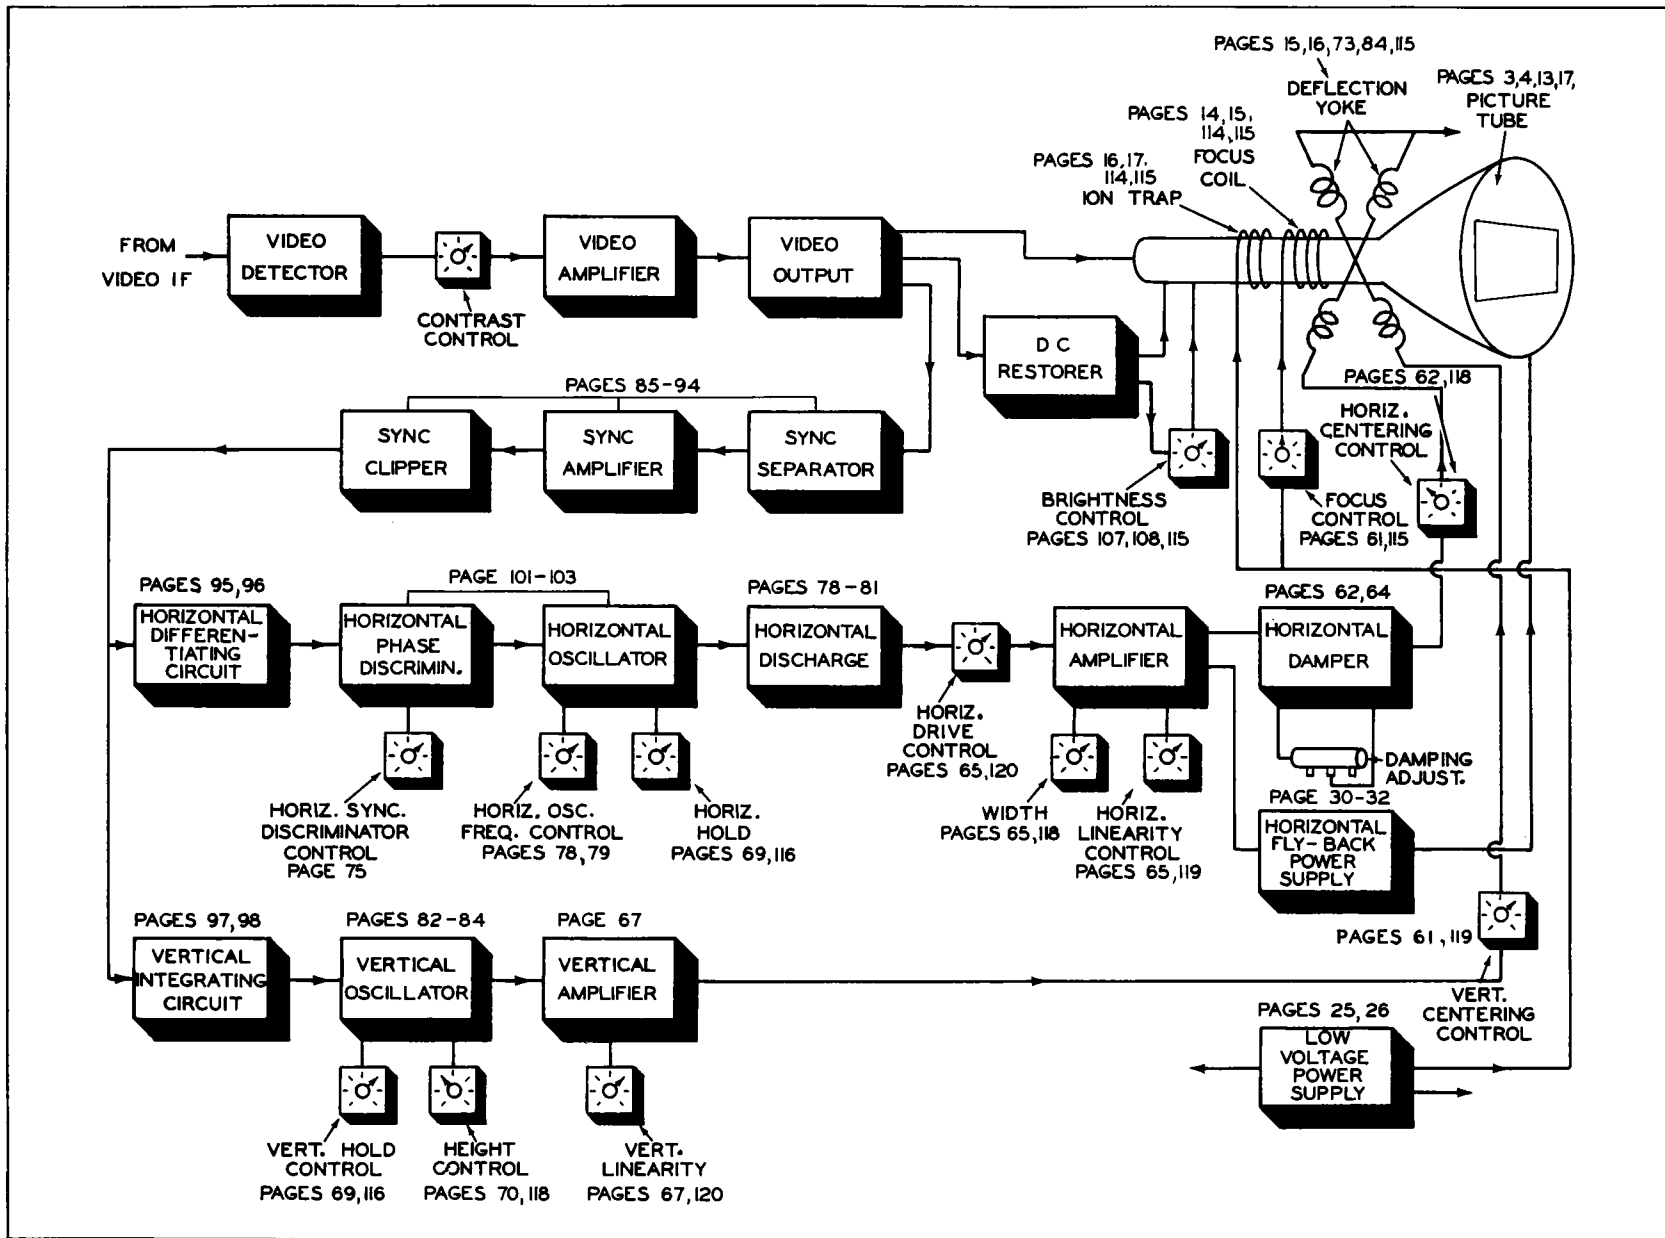 PAGES 15,16,73,84,115
DEFLECTION
YOKE
PAGES 3,4,13,17,
PICTURE
TUBE
PAGES 14,15,
114,115
FOCUS
COIL
PAGES 16,17.
114,115
ION TRAP
FROM
VIDEO IF
VIDEO
DETECTOR
CONTRAST
CONTROL
VIDEO
AMPLIFIER
VIDEO
OUTPUT
DC
RESTORER
PAGES 85-94
SYNC
CLIPPER
SYNC
AMPLIFIER
SYNC
SEPARATOR
BRIGHTNESS
CONTROL
PAGES 107,108,115
FOCUS
CONTROL
PAGES 61,115
PAGES 62,118
HORIZ.
CENTERING
CONTROL
PAGES 95,96
HORIZONTAL
DIFFEREN-
TIATING
CIRCUIT
PAGE 101-103
HORIZONTAL
PHASE
DISCRIMIN.
HORIZONTAL
OSCILLATOR
PAGES 78-81
HORIZONTAL
DISCHARGE
HORIZ.
DRIVE
CONTROL
PAGES 65,120
HORIZONTAL
AMPLIFIER
PAGES 62,64
HORIZONTAL
DAMPER
DAMPING
ADJUST.
HORIZ. SYNC.
DISCRIMINATOR
CONTROL
PAGE 75
HORIZ. OSC.
FREQ. CONTROL
PAGES 78,79
HORIZ.
HOLD
PAGES 69,116
WIDTH
PAGES 65,118
HORIZ.
LINEARITY
CONTROL
PAGES 65,119
PAGE 30-32
HORIZONTAL
FLY-BACK
POWER
SUPPLY
PAGES 97,98
VERTICAL
INTEGRATING
CIRCUIT
PAGES 82-84
VERTICAL
OSCILLATOR
PAGE 67
VERTICAL
AMPLIFIER
PAGES 61,119
VERT.
CENTERING
CONTROL
PAGES 25,26
LOW
VOLTAGE
POWER
SUPPLY
VERT. HOLD
CONTROL
PAGES 69,116
HEIGHT
CONTROL
PAGES 70,118
VERT.
LINEARITY
PAGES 67,120